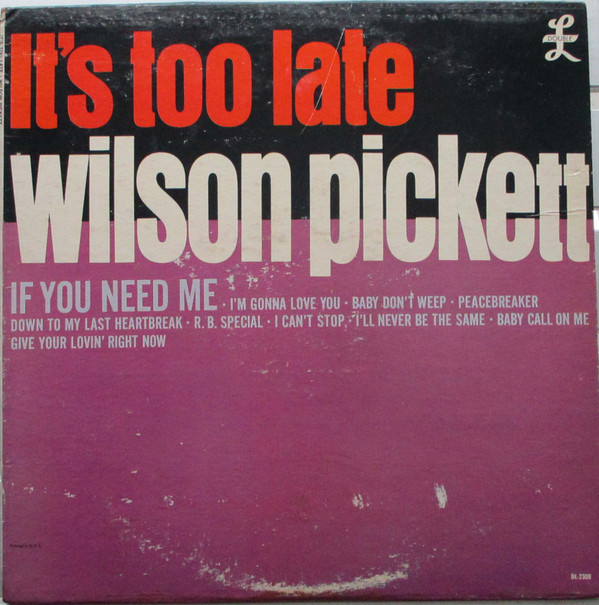 It's too late
DOUBLE L
wilson pickett
IF YOU NEED ME · I'M GONNA LOVE YOU · BABY DON'T WEEP · PEACEBREAKER
DOWN TO MY LAST HEARTBREAK · R. B. SPECIAL · I CAN'T STOP · I'LL NEVER BE THE SAME · BABY CALL ON ME
GIVE YOUR LOVIN' RIGHT NOW